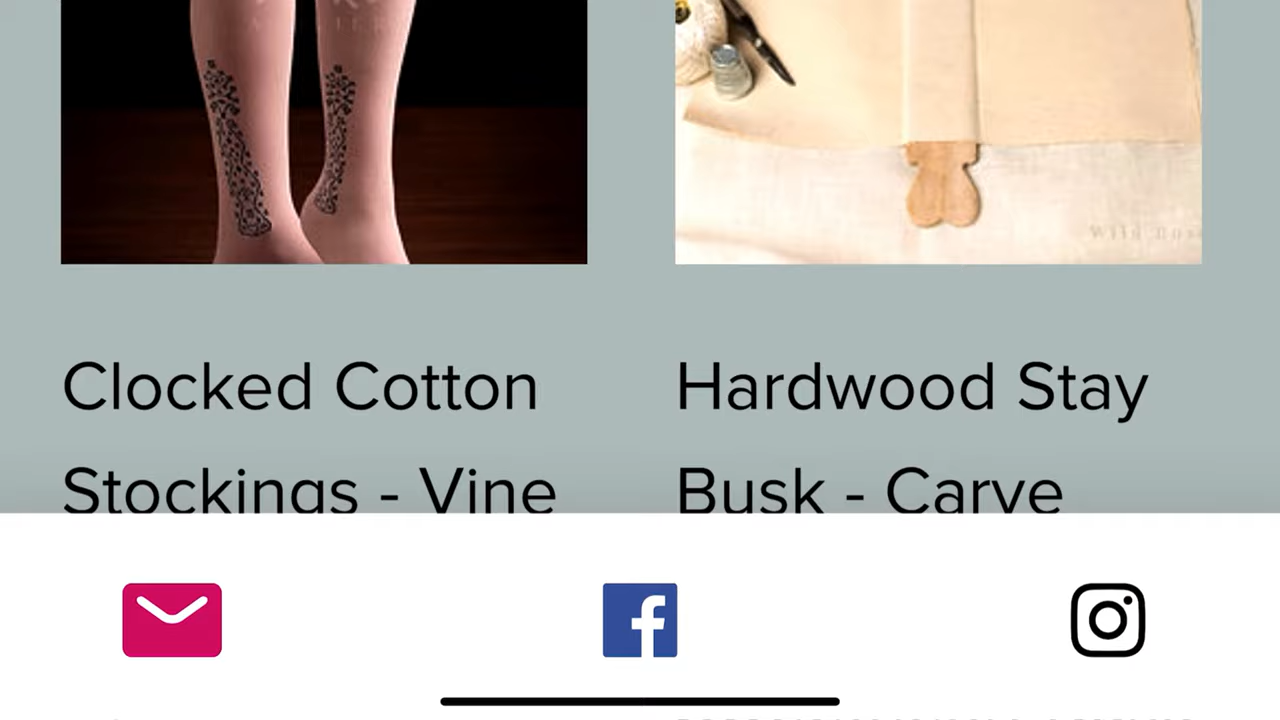 Clocked Cotton
Stockings - Vine
Hardwood Stay
Busk - Carve